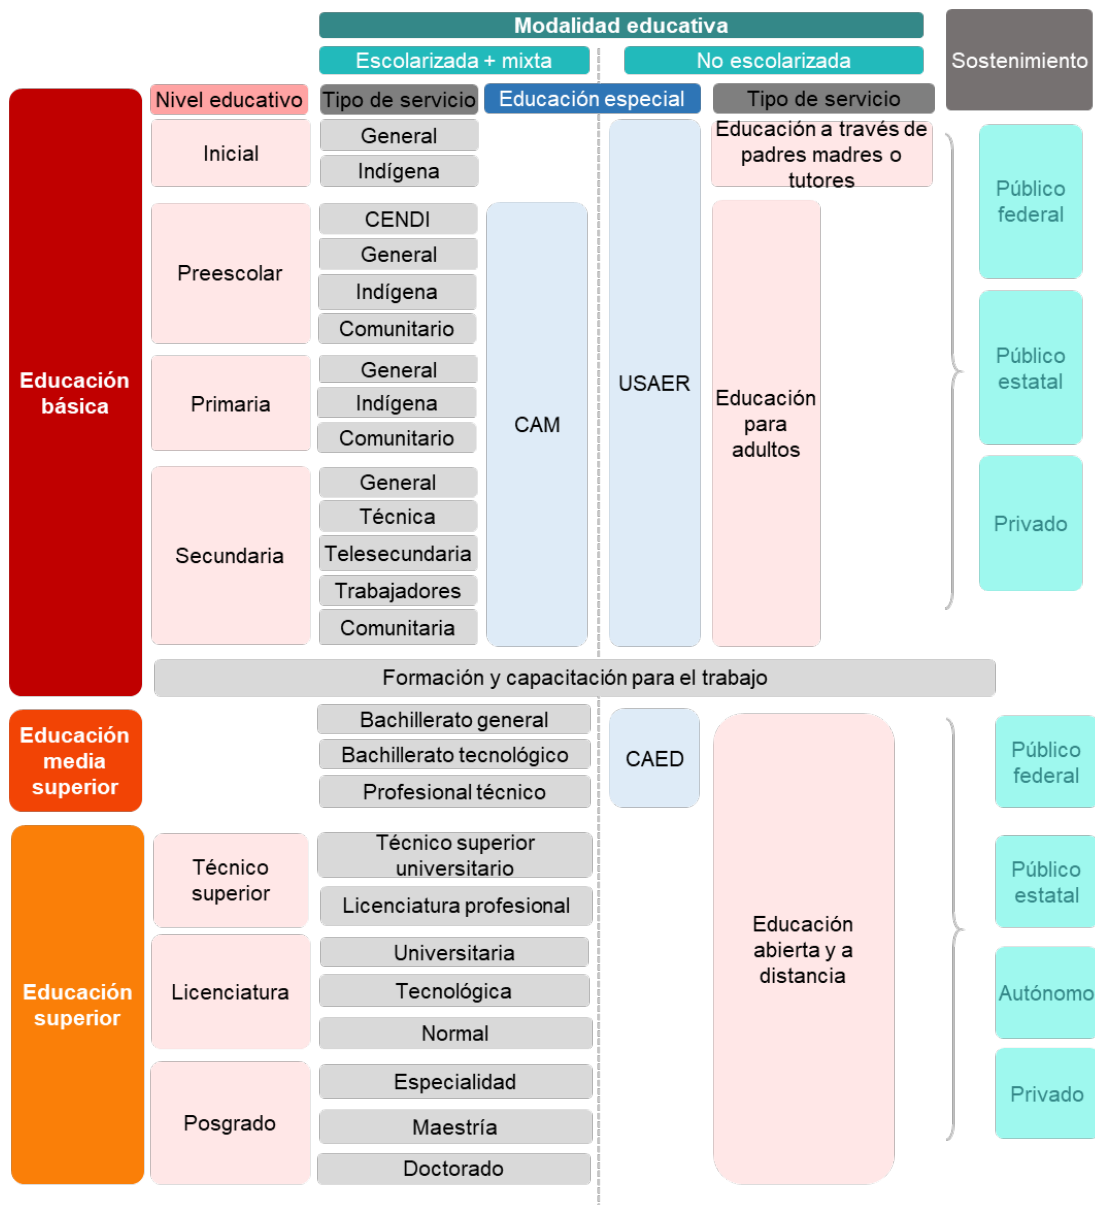 Modalidad educativa
Escolarizada + mixta
No escolarizada
Sostenimiento
Nivel educativo
Tipo de servicio
Educación especial
Tipo de servicio
Educación
básica
Inicial
General
Indígena
Educación a través de
padres madres o
tutores
Preescolar
CENDI
General
Indígena
Comunitario
Primaria
General
Indígena
Comunitario
Secundaria
General
Técnica
Telesecundaria
Trabajadores
Comunitaria
CAM
USAER
Educación
para
adultos
Público
federal
Público
estatal
Privado
Formación y capacitación para el trabajo
Educación
media
superior
Bachillerato general
Bachillerato tecnológico
Profesional técnico
CAED
Educación
superior
Técnico
superior
Técnico superior
universitario
Licenciatura profesional
Licenciatura
Universitaria
Tecnológica
Normal
Posgrado
Especialidad
Maestría
Doctorado
Educación
abierta y a
distancia
Público
federal
Público
estatal
Autónomo
Privado